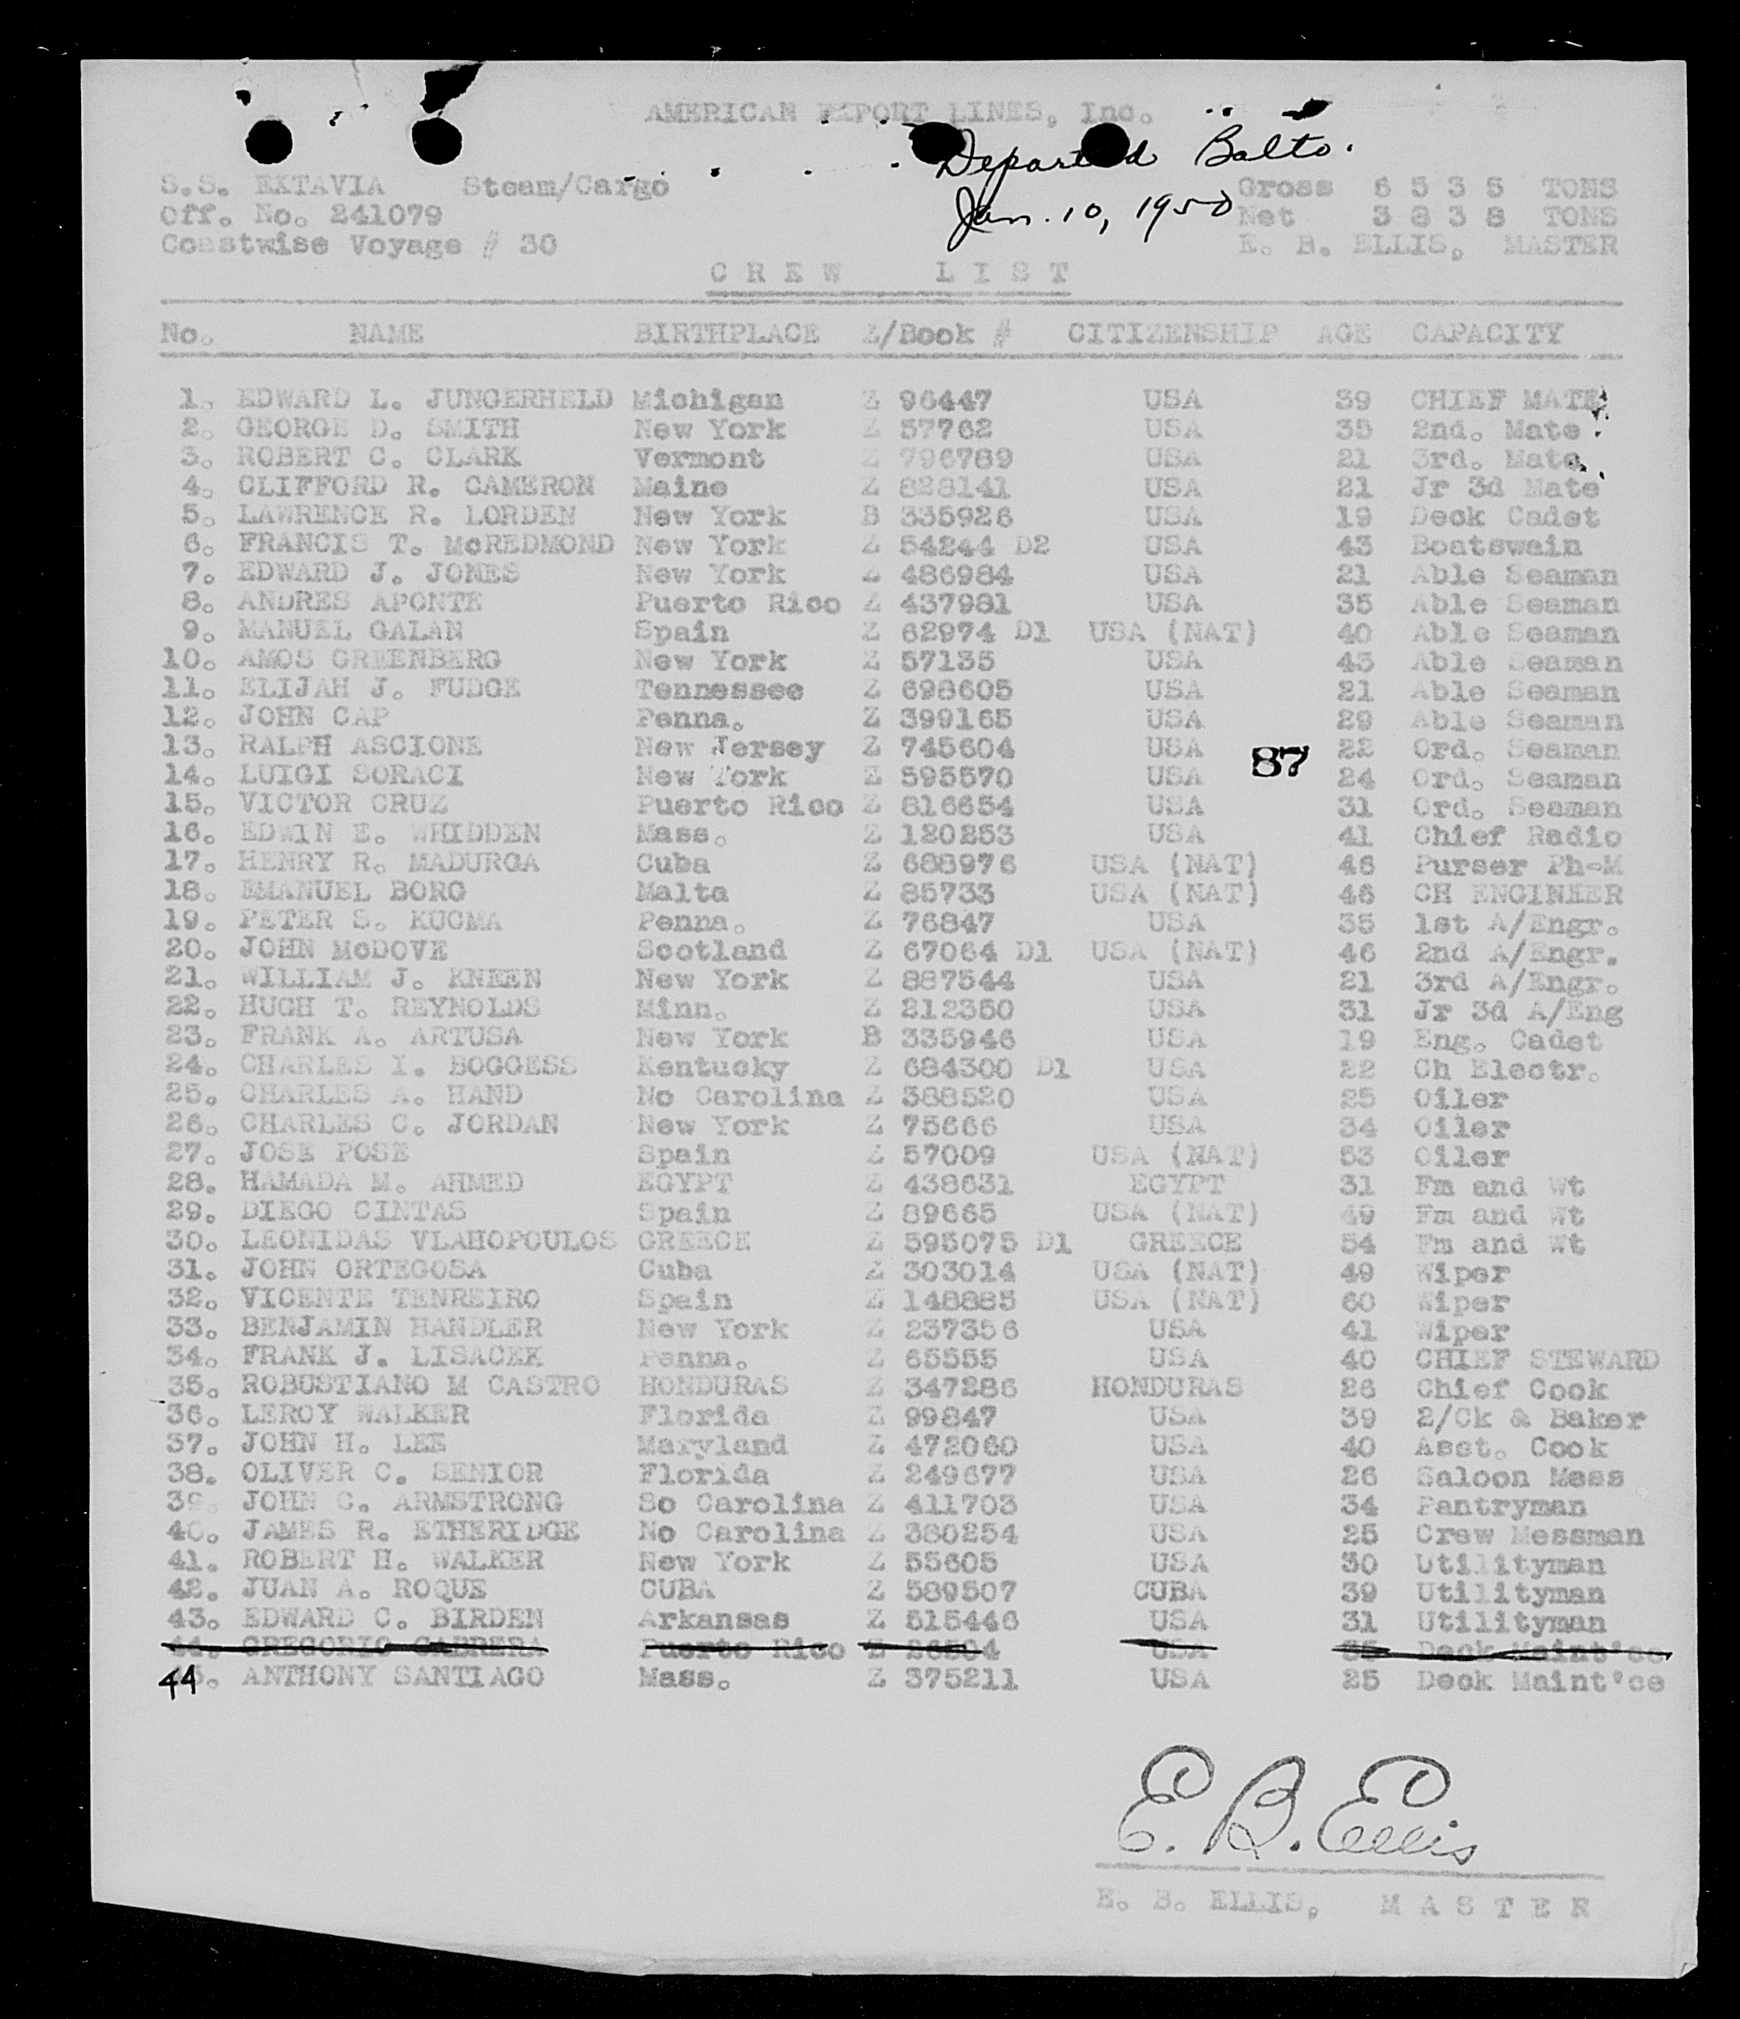 AMERICAN EXPORT LINES, Inc.
Departed Balto.
Jan. 10, 1950
S.S. EXTAVIA Steam/Cargo Gross 6 5 3 5 TONS
Off. No. 241079 Net 3 8 3 8 TONS
Coastwise Voyage # 30 E. B. ELLIS, MASTER
C R E W L I S T
No. NAME BIRTHPLACE Z/Book # CITIZENSHIP AGE CAPACITY
1. EDWARD L. JUNGERHELD Michigan Z 96447 USA 39 CHIEF MATE
2. GEORGE D. SMITH New York Z 57762 USA 35 2nd. Mate
3. ROBERT C. CLARK Vermont Z 796789 USA 21 3rd. Mate
4. CLIFFORD R. CAMERON Maine Z 828141 USA 21 Jr 3d Mate
5. LAWRENCE R. LORDEN New York B 335926 USA 19 Deck Cadet
6. FRANCIS T. McREDMOND New York Z 54244 D2 USA 43 Boatswain
7. EDWARD J. JONES New York Z 486984 USA 21 Able Seaman
8. ANDRES APONTE Puerto Rico Z 437981 USA 35 Able Seaman
9. MANUEL GALAN Spain Z 62974 D1 USA (NAT) 40 Able Seaman
10. AMOS GREENBERG New York Z 57135 USA 43 Able Seaman
11. ELIJAH J. FUDGE Tennessee Z 698605 USA 21 Able Seaman
12. JOHN CAP Penna. Z 399165 USA 29 Able Seaman
13. RALPH ASCIONE New Jersey Z 745604 USA 22 Ord. Seaman
87
14. LUIGI SORACI New York Z 595570 USA 24 Ord. Seaman
15. VICTOR CRUZ Puerto Rico Z 816654 USA 31 Ord. Seaman
16. EDWIN E. WHIDDEN Mass. Z 120253 USA 41 Chief Radio
17. HENRY R. MADURGA Cuba Z 688976 USA (NAT) 46 Purser Ph-M
18. EMANUEL BORG Malta Z 85733 USA (NAT) 46 CH ENGINEER
19. PETER S. KUCMA Penna. Z 76847 USA 35 1st A/Engr.
20. JOHN McDOVE Scotland Z 67064 D1 USA (NAT) 46 2nd A/Engr.
21. WILLIAM J. KNEEN New York Z 887544 USA 21 3rd A/Engr.
22. HUGH T. REYNOLDS Minn. Z 212350 USA 31 Jr 3d A/Eng
23. FRANK A. ARTUSA New York B 335946 USA 19 Eng. Cadet
24. CHARLES I. BOGGESS Kentucky Z 684300 D1 USA 22 Ch Electr.
25. CHARLES A. HAND No Carolina Z 388520 USA 25 Oiler
26. CHARLES C. JORDAN New York Z 75666 USA 34 Oiler
27. JOSE POSE Spain Z 57009 USA (NAT) 53 Oiler
28. HAMADA M. AHMED EGYPT Z 438631 EGYPT 31 Fm and Wt
29. DIEGO CINTAS Spain Z 89665 USA (NAT) 49 Fm and Wt
30. LEONIDAS VLAHOPOULOS GREECE Z 595075 D1 GREECE 54 Fm and Wt
31. JOHN ORTEGOSA Cuba Z 303014 USA (NAT) 49 Wiper
32. VICENTE TENREIRO Spain Z 148885 USA (NAT) 60 Wiper
33. BENJAMIN HANDLER New York Z 237356 USA 41 Wiper
34. FRANK J. LISACEK Penna. Z 65555 USA 40 CHIEF STEWARD
35. ROBUSTIANO M CASTRO HONDURAS Z 347286 HONDURAS 26 Chief Cook
36. LEROY WALKER Florida Z 99847 USA 39 2/Ck & Baker
37. JOHN H. LEE Maryland Z 472060 USA 40 Asst. Cook
38. OLIVER C. SENIOR Florida Z 249677 USA 26 Saloon Mess
39. JOHN C. ARMSTRONG So Carolina Z 411703 USA 34 Pantryman
40. JAMES R. ETHERIDGE No Carolina Z 380254 USA 25 Crew Messman
41. ROBERT H. WALKER New York Z 55605 USA 30 Utilityman
42. JUAN A. ROQUE CUBA Z 589507 CUBA 39 Utilityman
43. EDWARD C. BIRDEN Arkansas Z 515446 USA 31 Utilityman
44. GREGORIO CABRERA Puerto Rico Z 26504 USA 35 Deck Maint'ce
44 ANTHONY SANTIAGO Mass. Z 375211 USA 25 Deck Maint'ce
E. B. Ellis
E. B. ELLIS, M A S T E R